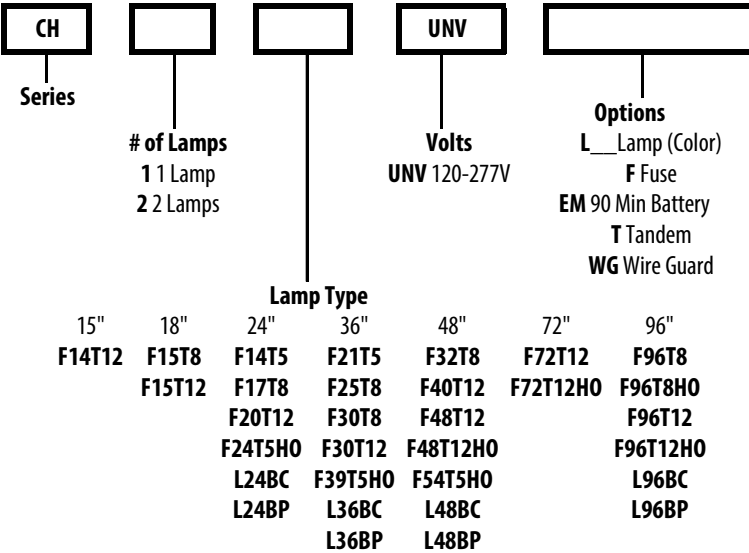 CH UNV
Series
Options
# of Lamps Volts L__Lamp (Color)
1 1 Lamp UNV 120-277V F Fuse
2 2 Lamps EM 90 Min Battery
T Tandem
WG Wire Guard
Lamp Type
15" 18" 24" 36" 48" 72" 96"
F14T12 F15T8 F14T5 F21T5 F32T8 F72T12 F96T8
F15T12 F17T8 F25T8 F40T12 F72T12HO F96T8HO
F20T12 F30T8 F48T12 F96T12
F24T5HO F30T12 F48T12HO F96T12HO
L24BC F39T5HO F54T5HO L96BC
L24BP L36BC L48BC L96BP
L36BP L48BP